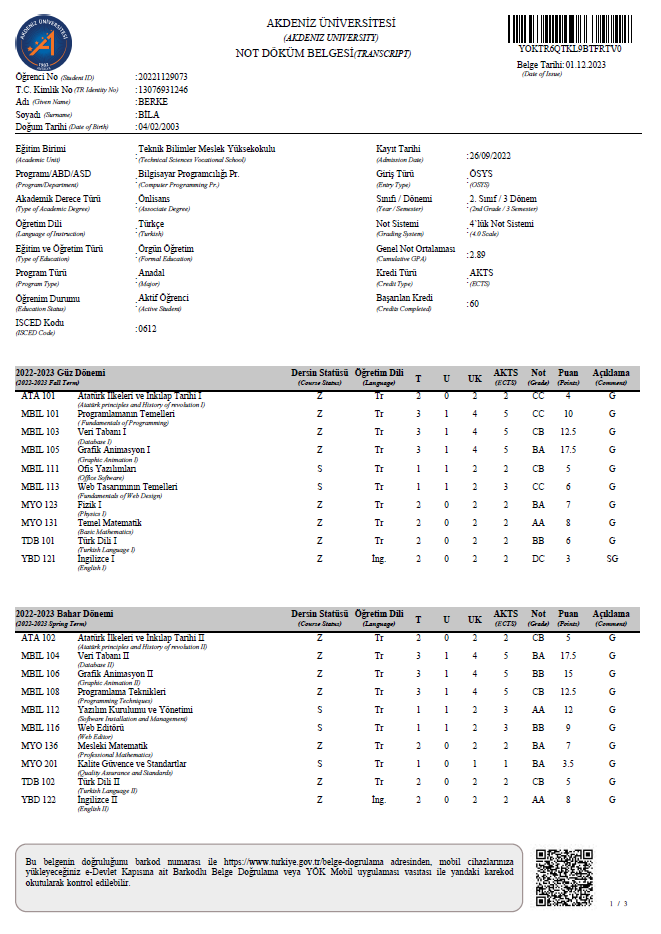 AKDENİZ ÜNİVERSİTESİ
AKDENİZ ÜNİVERSİTESİ
(AKDENIZ UNIVERSITY)
NOT DÖKÜM BELGESİ(TRANSCRIPT)
YOKTR6QTKL9BTFRTV0
Belge Tarihi: 01.12.2023
(Date of Issue)
Öğrenci No (Student ID) :20221129073
T.C. Kimlik No (TR Identity No) :13076931246
Adı (Given Name) :BERKE
Soyadı (Surname) :BİLA
Doğum Tarihi (Date of Birth) :04/02/2003
Eğitim Birimi (Academic Unit) : Teknik Bilimler Meslek Yüksekokulu (Technical Sciences Vocational School)
Kayıt Tarihi (Admission Date) :26/09/2022
Program/ABD/ASD (Program/Department) : Bilgisayar Programcılığı Pr. (Computer Programming Pr.)
Giriş Türü (Entry Type) : ÖSYS (OSYS)
Akademik Derece Türü (Type of Academic Degree) : Önlisans (Associate Degree)
Sınıfı / Dönemi (Year / Semester) : 2. Sınıf / 3 Dönem (2nd Grade / 3 Semester)
Öğretim Dili (Language of Instruction) : Türkçe (Turkish)
Not Sistemi (Grading System) : 4'lük Not Sistemi (4.0 Scale)
Eğitim ve Öğretim Türü (Type of Education) : Örgün Öğretim (Formal Education)
Genel Not Ortalaması (Cumulative GPA) :2.89
Program Türü (Program Type) : Anadal (Major)
Kredi Türü (Credit Type) : AKTS (ECTS)
Öğrenim Durumu (Education Status) : Aktif Öğrenci (Active Student)
Başarılan Kredi (Credits Completed) :60
ISCED Kodu (ISCED Code) :0612
2022-2023 Güz Dönemi Dersin Statüsü Öğretim Dili T U UK AKTS Not Puan Açıklama
(2022-2023 Fall Term) (Course Status) (Language) (ECTS) (Grade) (Points) (Comment)
ATA 101 Atatürk İlkeleri ve İnkılap Tarihi I Z Tr 2 0 2 2 CC 4 G
(Atatürk principles and History of revolution I)
MBIL 101 Programlamanın Temelleri Z Tr 3 1 4 5 CC 10 G
( Fundamentals of Programming)
MBIL 103 Veri Tabanı I Z Tr 3 1 4 5 CB 12.5 G
(Database I)
MBIL 105 Grafik Animasyon I Z Tr 3 1 4 5 BA 17.5 G
(Graphic Animation I)
MBIL 111 Ofis Yazılımları S Tr 1 1 2 2 CB 5 G
(Office Software)
MBIL 113 Web Tasarımının Temelleri S Tr 1 1 2 3 CC 6 G
(Fundamentals of Web Design)
MYO 123 Fizik I Z Tr 2 0 2 2 BA 7 G
(Physics I)
MYO 131 Temel Matematik Z Tr 2 0 2 2 AA 8 G
(Basic Mathematics)
TDB 101 Türk Dili I Z Tr 2 0 2 2 BB 6 G
(Turkish Language I)
YBD 121 İngilizce I Z İng. 2 0 2 2 DC 3 SG
(English I)
2022-2023 Bahar Dönemi Dersin Statüsü Öğretim Dili T U UK AKTS Not Puan Açıklama
(2022-2023 Spring Term) (Course Status) (Language) (ECTS) (Grade) (Points) (Comment)
ATA 102 Atatürk İlkeleri ve İnkılap Tarihi II Z Tr 2 0 2 2 CB 5 G
(Atatürk principles and History of revolution II)
MBIL 104 Veri Tabanı II Z Tr 3 1 4 5 BA 17.5 G
(Database II)
MBIL 106 Grafik Animasyon II Z Tr 3 1 4 5 BB 15 G
(Graphic Animation II)
MBIL 108 Programlama Teknikleri Z Tr 3 1 4 5 CB 12.5 G
(Programming Techniques)
MBIL 112 Yazılım Kurulumu ve Yönetimi S Tr 1 1 2 3 AA 12 G
(Software Installation and Management)
MBIL 116 Web Editörü S Tr 1 1 2 3 BB 9 G
(Web Editor)
MYO 136 Mesleki Matematik Z Tr 2 0 2 2 BA 7 G
(Professional Mathematics)
MYO 201 Kalite Güvence ve Standartlar S Tr 1 0 1 1 BA 3.5 G
(Quality Assurance and Standards)
TDB 102 Türk Dili II Z Tr 2 0 2 2 CB 5 G
(Turkish Language II)
YBD 122 İngilizce II Z İng. 2 0 2 2 AA 8 G
(English II)
Bu belgenin doğruluğunu barkod numarası ile https://www.turkiye.gov.tr/belge-dogrulama adresinden, mobil cihazlarınıza
yükleyeceğiniz e-Devlet Kapısına ait Barkodlu Belge Doğrulama veya YÖK Mobil uygulaması vasıtası ile yandaki karekod
okutularak kontrol edilebilir.
1 / 3